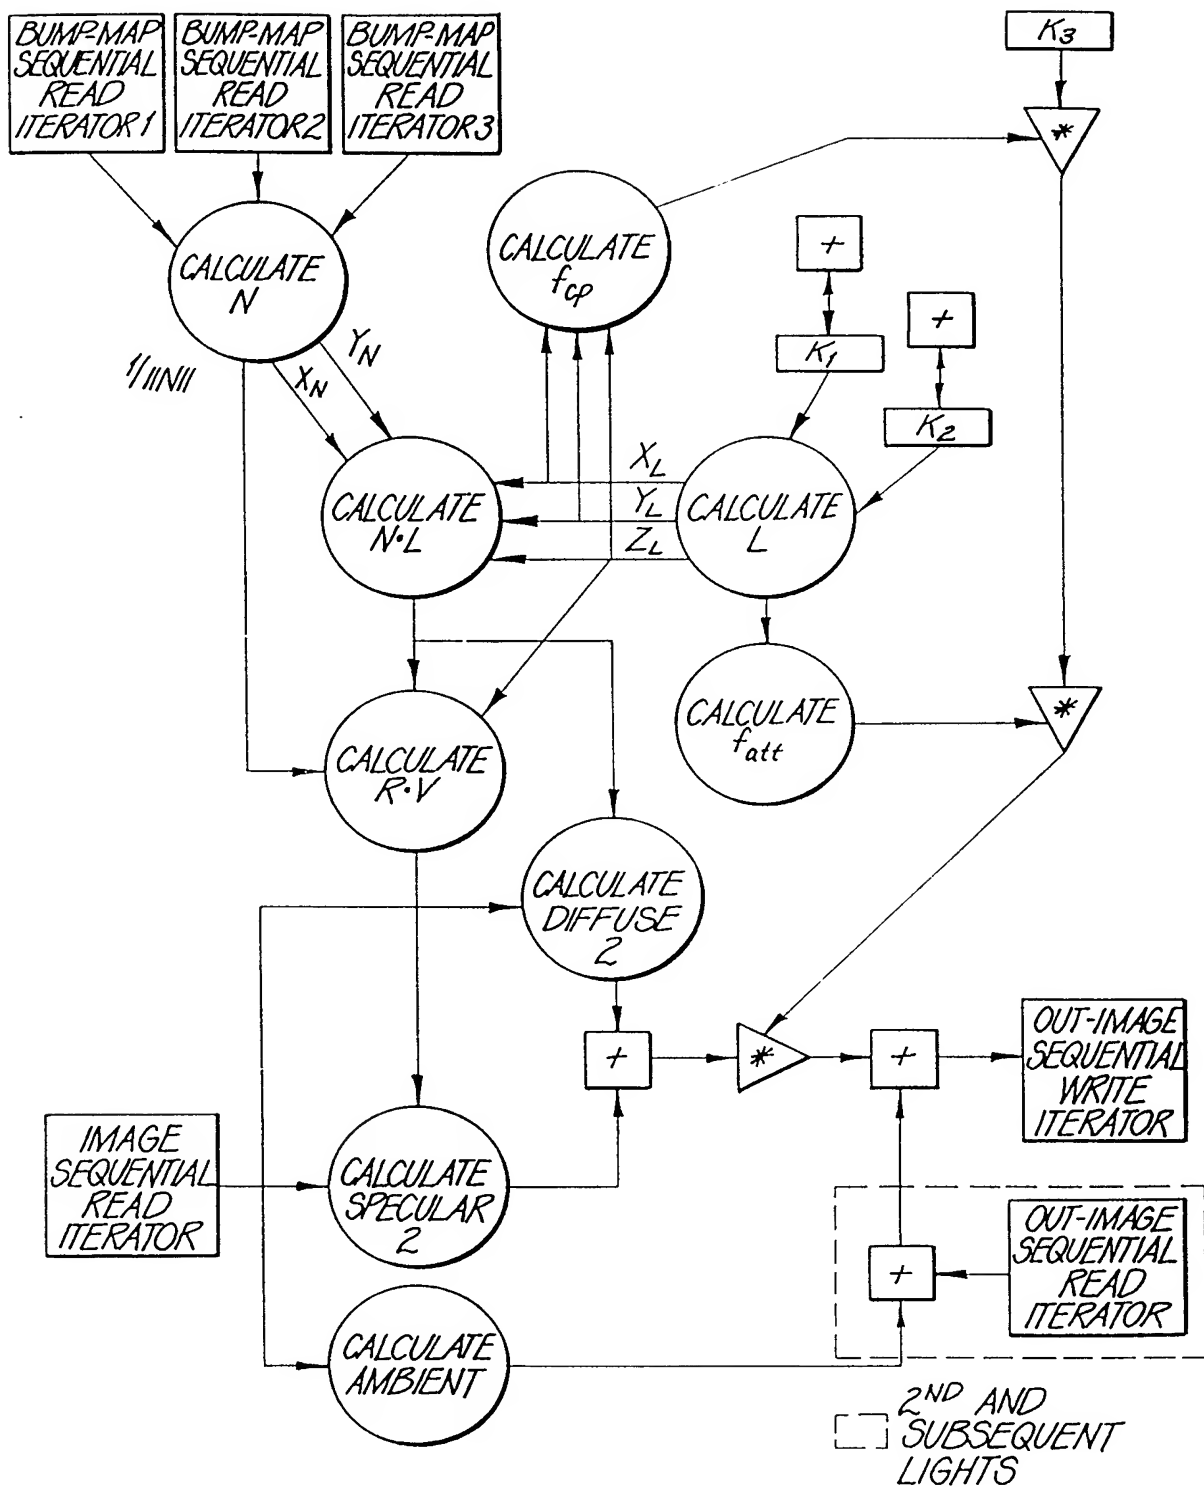 BUMP-MAP
SEQUENTIAL
READ
ITERATOR 1
BUMP-MAP
SEQUENTIAL
READ
ITERATOR 2
BUMP-MAP
SEQUENTIAL
READ
ITERATOR 3
K3
*
CALCULATE
N
CALCULATE
fcp
+
+
K1
K2
1/||N||
XN
YN
CALCULATE
N·L
XL
YL
ZL
CALCULATE
L
CALCULATE
R·V
CALCULATE
fatt
*
CALCULATE
DIFFUSE
2
+
*
+
OUT-IMAGE
SEQUENTIAL
WRITE
ITERATOR
IMAGE
SEQUENTIAL
READ
ITERATOR
CALCULATE
SPECULAR
2
+
OUT-IMAGE
SEQUENTIAL
READ
ITERATOR
CALCULATE
AMBIENT
2ND AND
SUBSEQUENT
LIGHTS